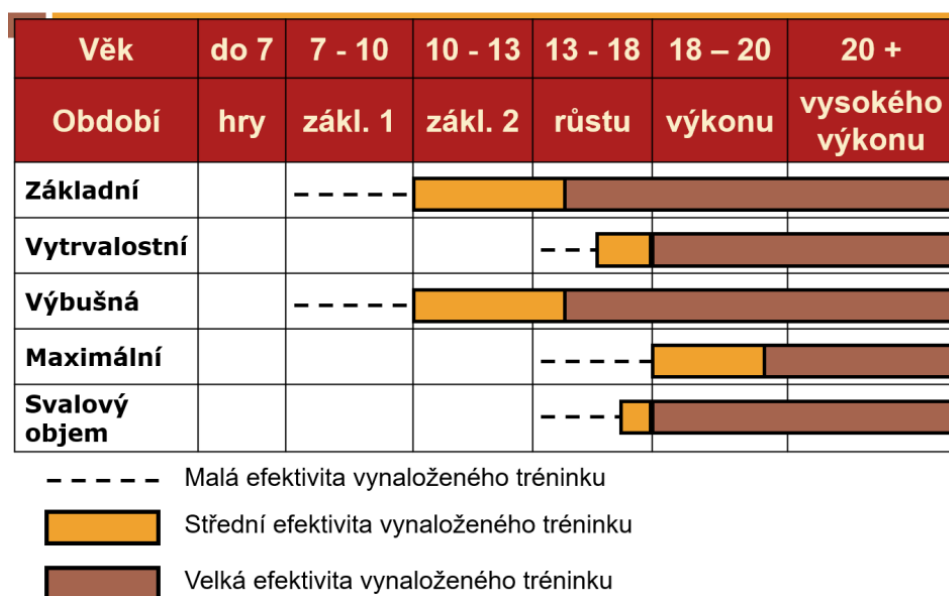 Věk do 7 7 - 10 10 - 13 13 - 18 18 – 20 20 +
Období hry zákl. 1 zákl. 2 růstu výkonu vysokého
výkonu
Základní
Vytrvalostní
Výbušná
Maximální
Svalový
objem
Malá efektivita vynaloženého tréninku
Střední efektivita vynaloženého tréninku
Velká efektivita vynaloženého tréninku